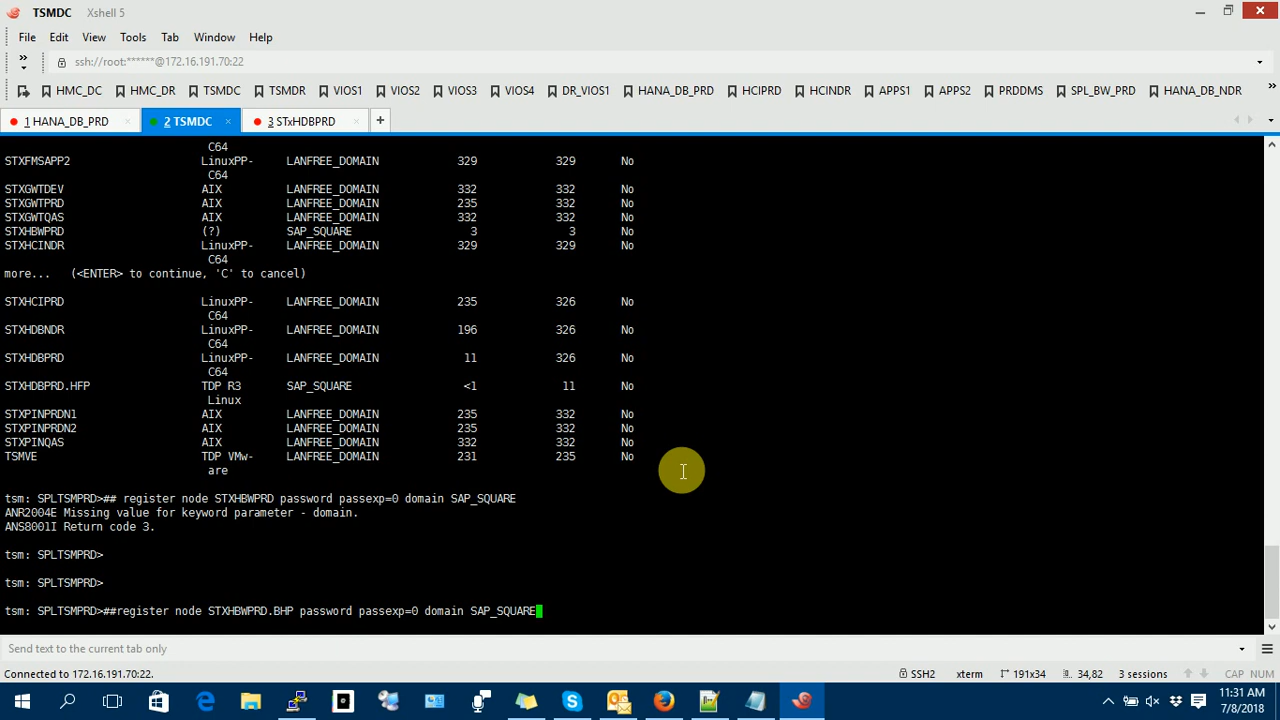 TSMDC Xshell 5
File Edit View Tools Tab Window Help
ssh://root:******@172.16.191.70:22
HMC_DC HMC_DR TSMDC TSMDR VIOS1 VIOS2 VIOS3 VIOS4 DR_VIOS1 HANA_DB_PRD HCIPRD HCINDR APPS1 APPS2 PRDDMS SPL_BW_PRD HANA_DB_NDR
1 HANA_DB_PRD 2 TSMDC 3 STxHDBPRD
C64
STXFMSAPP2 LinuxPP- LANFREE_DOMAIN 329 329 No
C64
STXGWTDEV AIX LANFREE_DOMAIN 332 332 No
STXGWTPRD AIX LANFREE_DOMAIN 235 235 No
STXGWTQAS AIX LANFREE_DOMAIN 332 332 No
STXHBWPRD (?) SAP_SQUARE 3 3 No
STXHCINDR LinuxPP- LANFREE_DOMAIN 329 329 No
C64
more... (<ENTER> to continue, 'C' to cancel)
STXHCIPRD LinuxPP- LANFREE_DOMAIN 235 326 No
C64
STXHDBNDR LinuxPP- LANFREE_DOMAIN 196 326 No
C64
STXHDBPRD LinuxPP- LANFREE_DOMAIN 11 326 No
C64
STXHDBPRD.HFP TDP R3 SAP_SQUARE <1 11 No
Linux
STXPINPRDN1 AIX LANFREE_DOMAIN 235 332 No
STXPINPRDN2 AIX LANFREE_DOMAIN 235 332 No
STXPINQAS AIX LANFREE_DOMAIN 332 332 No
TSMVE TDP VMw- LANFREE_DOMAIN 231 235 No
are
tsm: SPLTSMPRD>## register node STXHBWPRD password passexp=0 domain SAP_SQUARE
ANR2004E Missing value for keyword parameter - domain.
ANS8001I Return code 3.
tsm: SPLTSMPRD>
tsm: SPLTSMPRD>
tsm: SPLTSMPRD>##register node STXHBWPRD.BHP password passexp=0 domain SAP_SQUARE
Send text to the current tab only
Connected to 172.16.191.70:22. SSH2 xterm 191x34 34,82 3 sessions CAP NUM
11:31 AM
7/8/2018